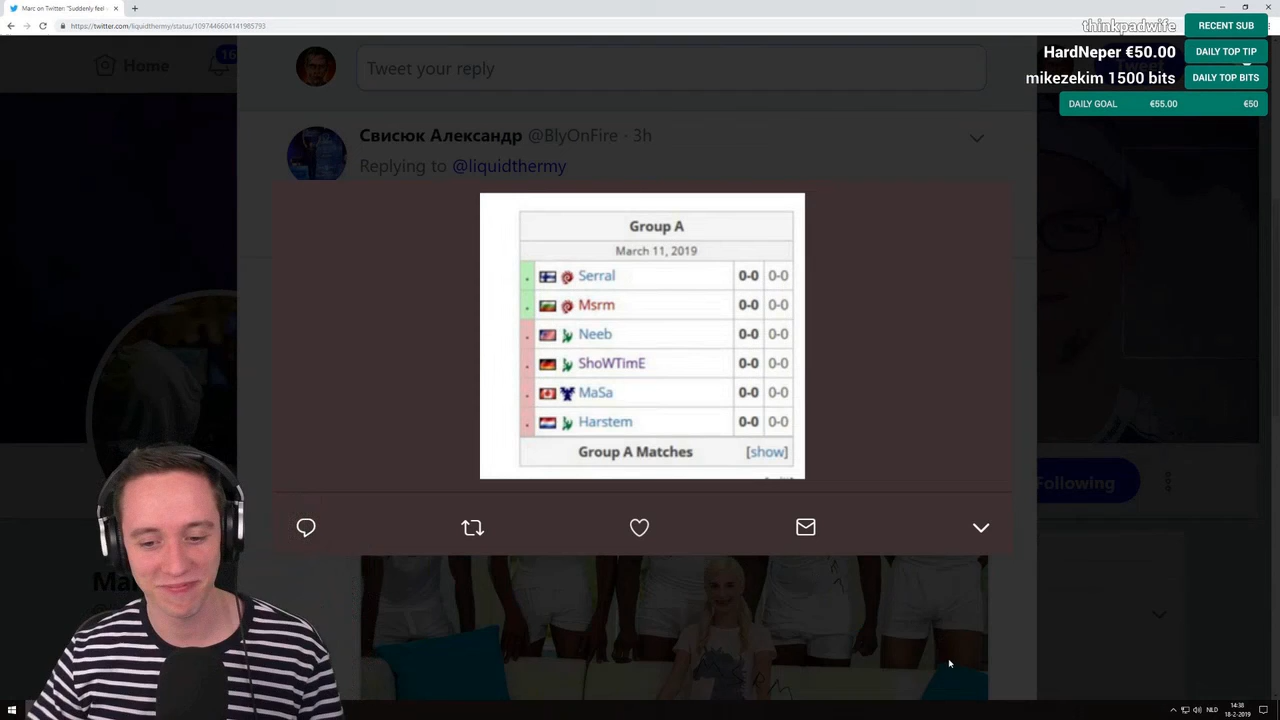 Marc on Twitter: "Suddenly feel
https://twitter.com/liquidthermy/status/1097446604141985793
thinkpadwife RECENT SUB
HardNeper €50.00 DAILY TOP TIP
mikezekim 1500 bits DAILY TOP BITS
DAILY GOAL €55.00 €50
Home
16
Tweet your reply
Свисюк Александр @BlyOnFire · 3h
Replying to @liquidthermy
Group A
March 11, 2019
Serral 0-0 0-0
Msrm 0-0 0-0
Neeb 0-0 0-0
ShoWTimE 0-0 0-0
MaSa 0-0 0-0
Harstem 0-0 0-0
Group A Matches [show]
Following
14:38
NLD
18-2-2019